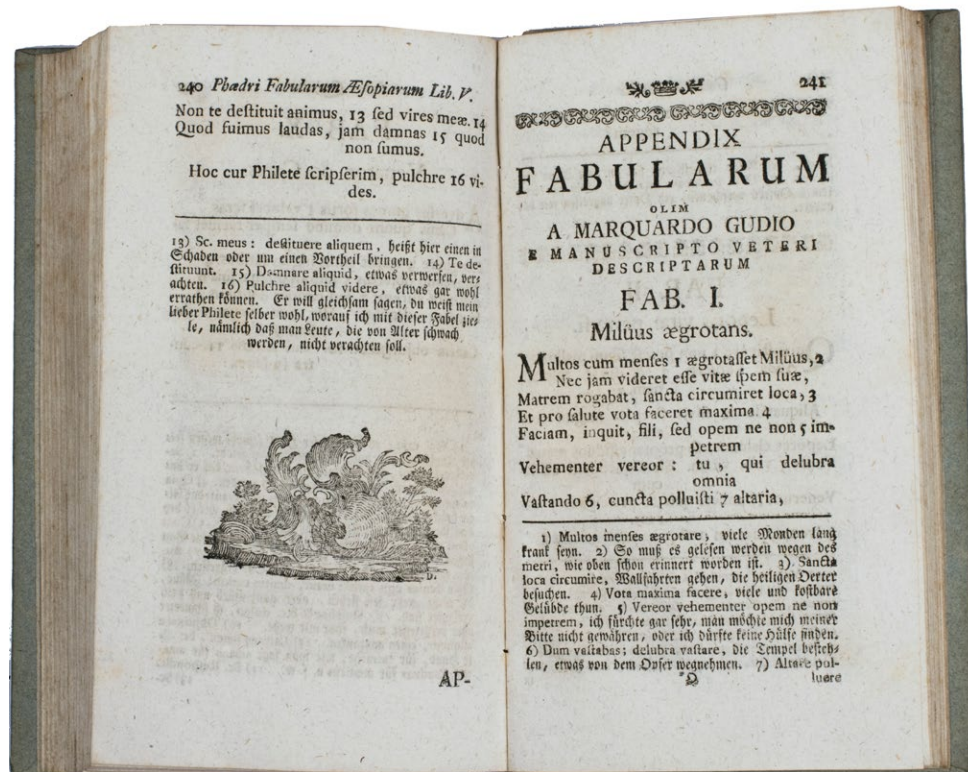 240 Phædri Fabularum Æsopiarum Lib. V.
Non te destituit animus, 13 sed vires meæ. 14
Quod fuimus laudas, jam damnas 15 quod
non sumus.
Hoc cur Philete scripserim, pulchre 16 vi-
des.
13) Sc. meus: destituere aliquem, heißt hier einen in
Schaden oder um einen Vortheil bringen. 14) Te de-
stituunt. 15) Damnare aliquid, etwas verwerfen, ver-
achten. 16) Pulchre aliquid videre, etwas gar wohl
errathen können. Er will gleichsam sagen, du weist mein
lieber Philete selber wohl, worauf ich mit dieser Fabel zie-
le, nämlich daß man Leute, die von Alter schwach
werden, nicht verachten soll.
D.
AP-
241
APPENDIX
FABULARUM
OLIM
A MARQUARDO GUDIO
E MANUSCRIPTO VETERI
DESCRIPTARUM
FAB. I.
Milüus ægrotans.
Multos cum menses 1 ægrotasset Milüus, 2
Nec jam videret esse vitæ spem suæ,
Matrem rogabat, sancta circumiret loca, 3
Et pro salute vota faceret maxima. 4
Faciam, inquit, fili, sed opem ne non 5 im-
petrem
Vehementer vereor: tu, qui delubra
omnia
Vastando 6, cuncta polluisti 7 altaria,
1) Multos menses ægrotare, viele Monden lang
krank seyn. 2) So muß es gelesen werden wegen des
metri, wie oben schon erinnert worden ist. 3) Sancta
loca circumire, Wallfahrten gehen, die heiligen Oerter
besuchen. 4) Vota maxima facere, viele und kostbare
Gelübde thun. 5) Vereor vehementer opem ne non
impetrem, ich fürchte gar sehr, man möchte mich meiner
Bitte nicht gewähren, oder ich dürfte keine Hülfe finden.
6) Dum vastabas; delubra vastare, die Tempel besteh-
len, etwas von dem Opfer wegnehmen. 7) Altare pol-
Q
luere